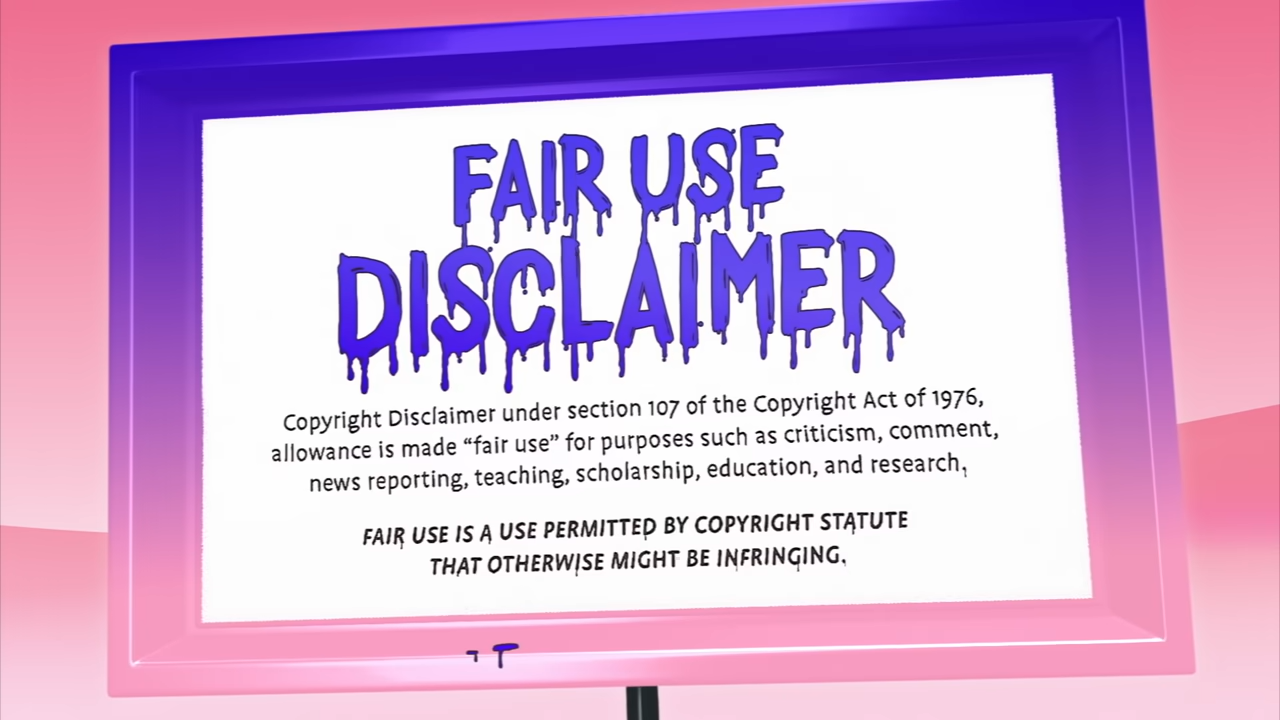 FAIR USE
DISCLAIMER
Copyright Disclaimer under section 107 of the Copyright Act of 1976,
allowance is made “fair use” for purposes such as criticism, comment,
news reporting, teaching, scholarship, education, and research,
FAIR USE IS A USE PERMITTED BY COPYRIGHT STATUTE
THAT OTHERWISE MIGHT BE INFRINGING.